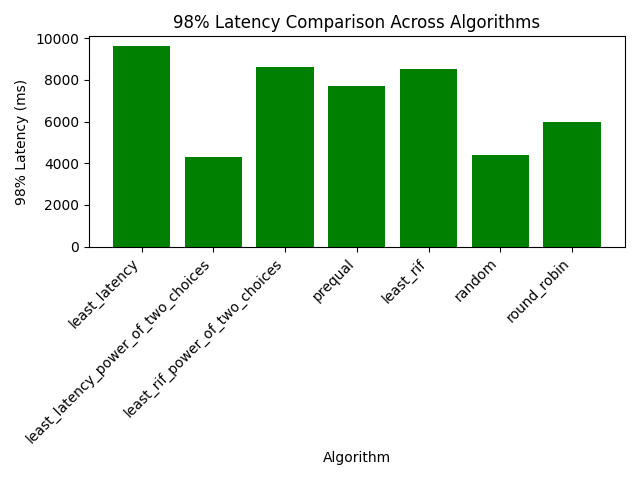 98% Latency Comparison Across Algorithms
98% Latency (ms)
10000
8000
6000
4000
2000
0
least_latency
least_latency_power_of_two_choices
least_rif_power_of_two_choices
prequal
least_rif
random
round_robin
Algorithm